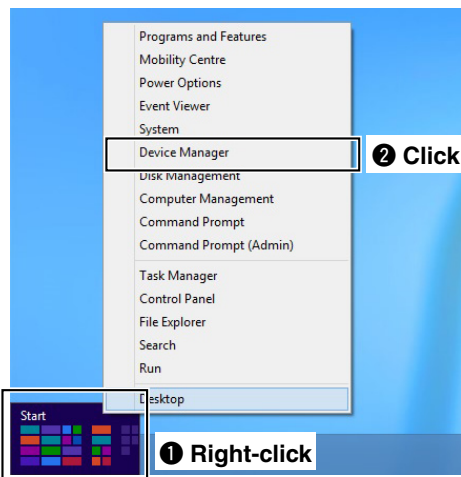 Programs and Features
Mobility Centre
Power Options
Event Viewer
System
Device Manager
❷ Click
Disk Management
Computer Management
Command Prompt
Command Prompt (Admin)
Task Manager
Control Panel
File Explorer
Search
Run
Desktop
Start
❶ Right-click